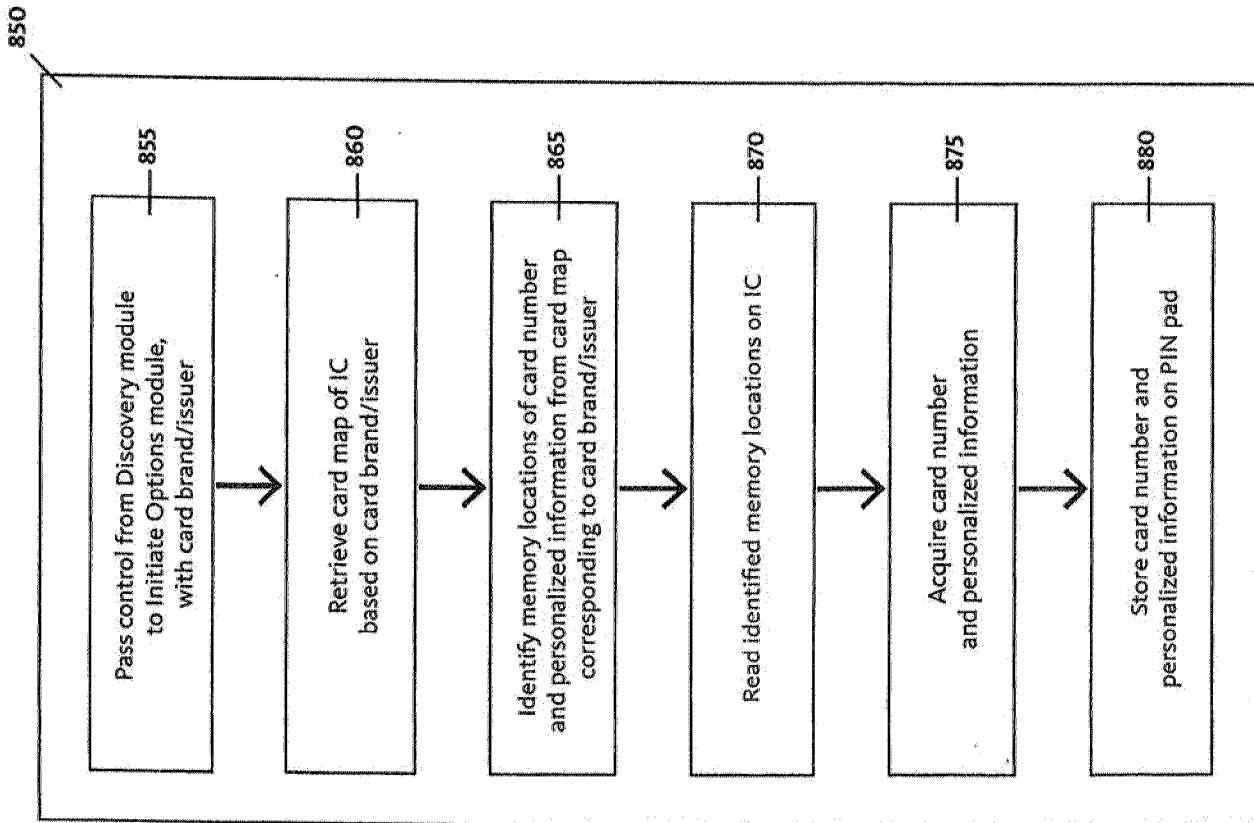 850
Pass control from Discovery module
to Initiate Options module,
with card brand/issuer
855
Retrieve card map of IC
based on card brand/issuer
860
Identify memory locations of card number
and personalized information from card map
corresponding to card brand/issuer
865
Read identified memory locations on IC
870
Acquire card number
and personalized information
875
Store card number and
personalized information on PIN pad
880